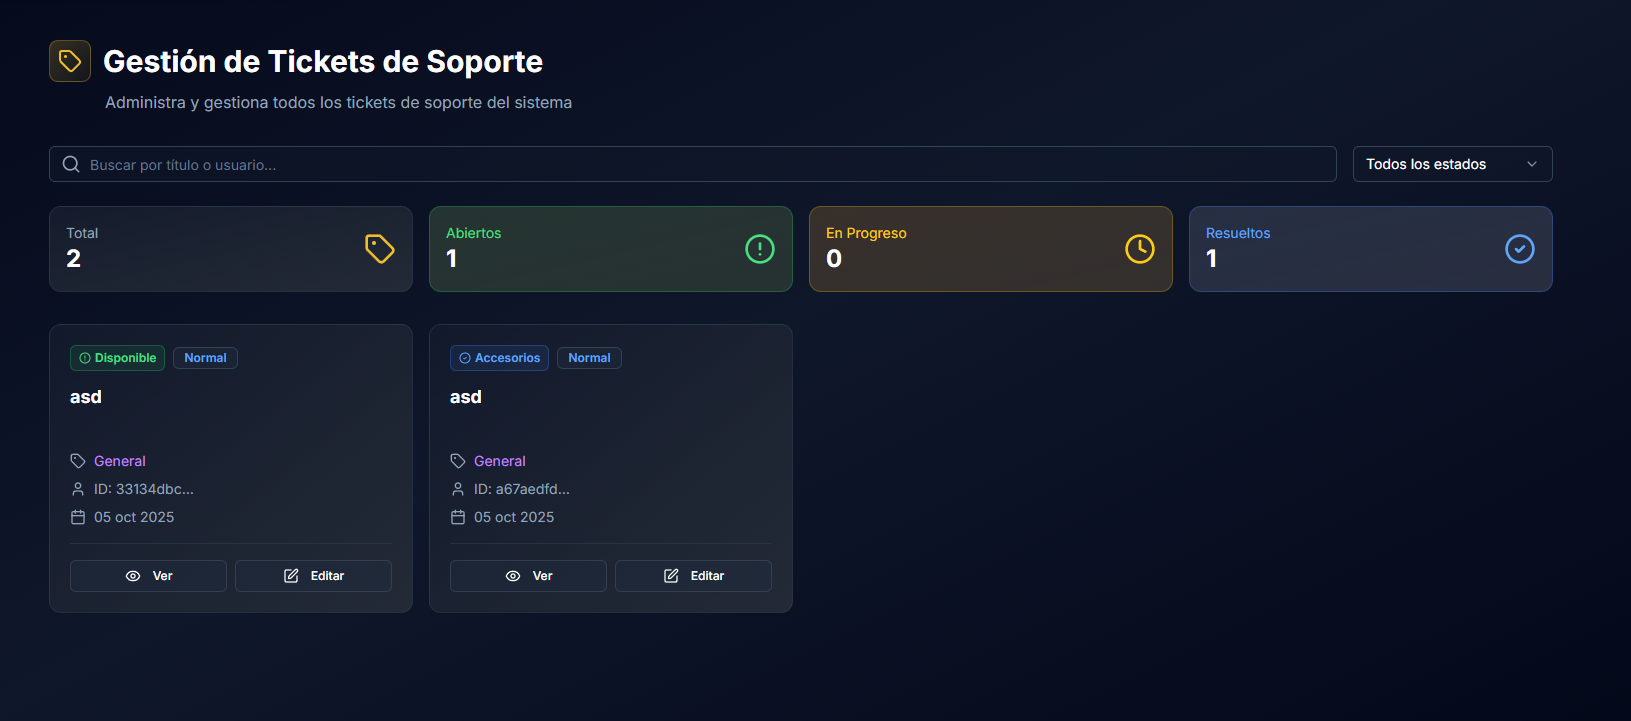 Gestión de Tickets de Soporte
Administra y gestiona todos los tickets de soporte del sistema
Buscar por título o usuario...
Todos los estados
Total
2
Abiertos
1
En Progreso
0
Resueltos
1
Disponible
Normal
asd
General
ID: 33134dbc...
05 oct 2025
Ver
Editar
Accesorios
Normal
asd
General
ID: a67aedfd...
05 oct 2025
Ver
Editar